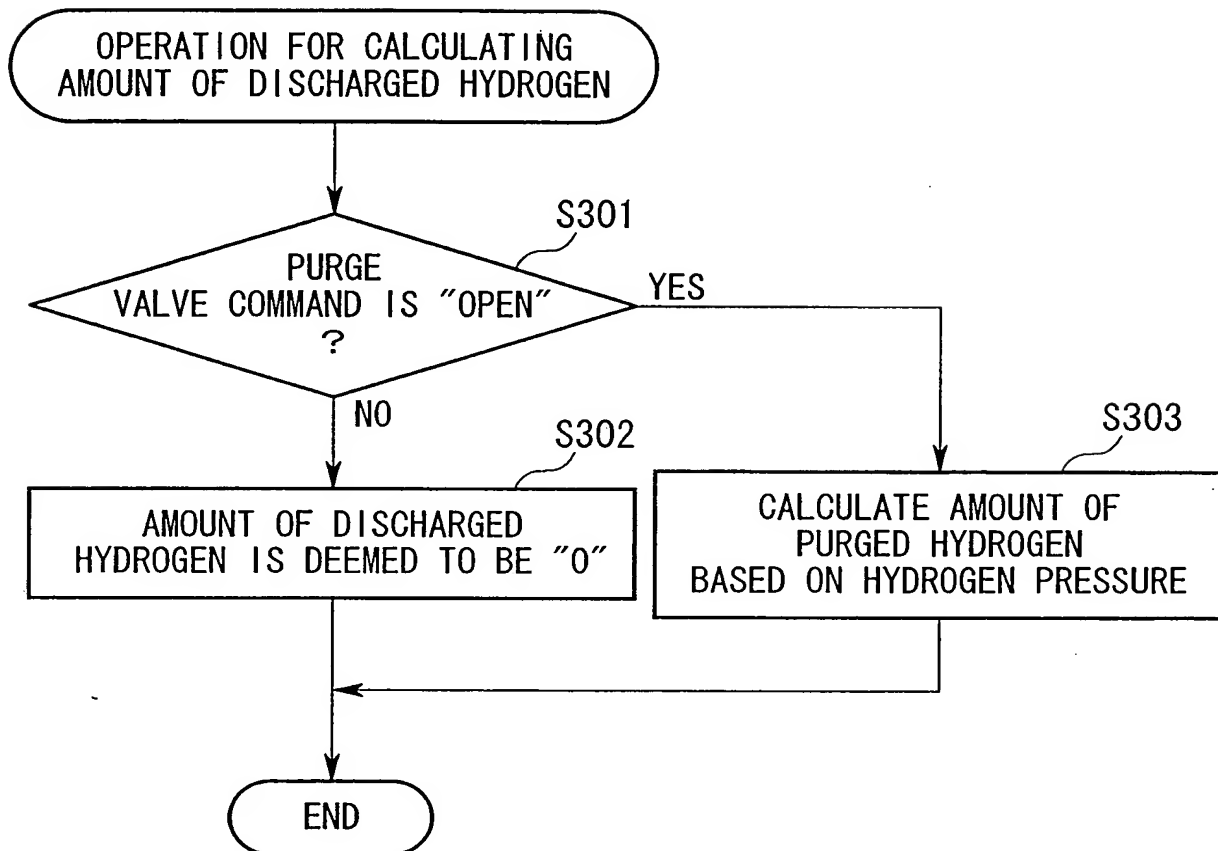 OPERATION FOR CALCULATING
AMOUNT OF DISCHARGED HYDROGEN
S301
PURGE
VALVE COMMAND IS "OPEN"
?
YES
NO
S302
AMOUNT OF DISCHARGED
HYDROGEN IS DEEMED TO BE "0"
S303
CALCULATE AMOUNT OF
PURGED HYDROGEN
BASED ON HYDROGEN PRESSURE
END